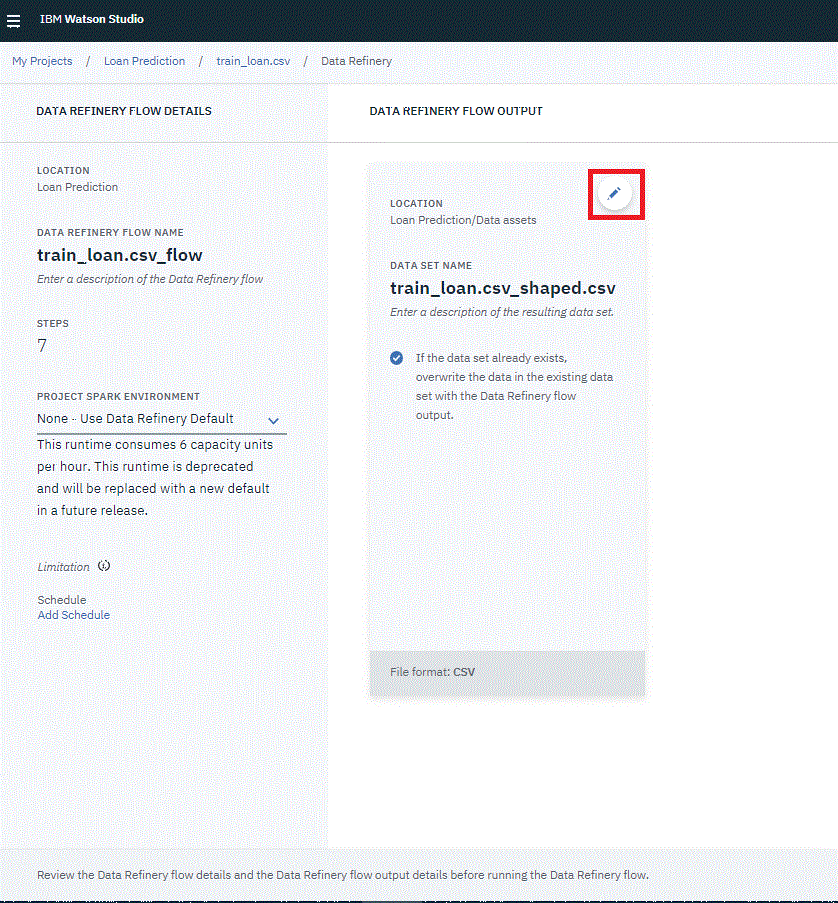 IBM Watson Studio
My Projects / Loan Prediction / train_loan.csv / Data Refinery
DATA REFINERY FLOW DETAILS
LOCATION
Loan Prediction
DATA REFINERY FLOW NAME
train_loan.csv_flow
Enter a description of the Data Refinery flow
STEPS
7
PROJECT SPARK ENVIRONMENT
None - Use Data Refinery Default
This runtime consumes 6 capacity units
per hour. This runtime is deprecated
and will be replaced with a new default
in a future release.
Limitation
Schedule
Add Schedule
DATA REFINERY FLOW OUTPUT
LOCATION
Loan Prediction/Data assets
DATA SET NAME
train_loan.csv_shaped.csv
Enter a description of the resulting data set.
If the data set already exists,
overwrite the data in the existing data
set with the Data Refinery flow
output.
File format: CSV
Review the Data Refinery flow details and the Data Refinery flow output details before running the Data Refinery flow.